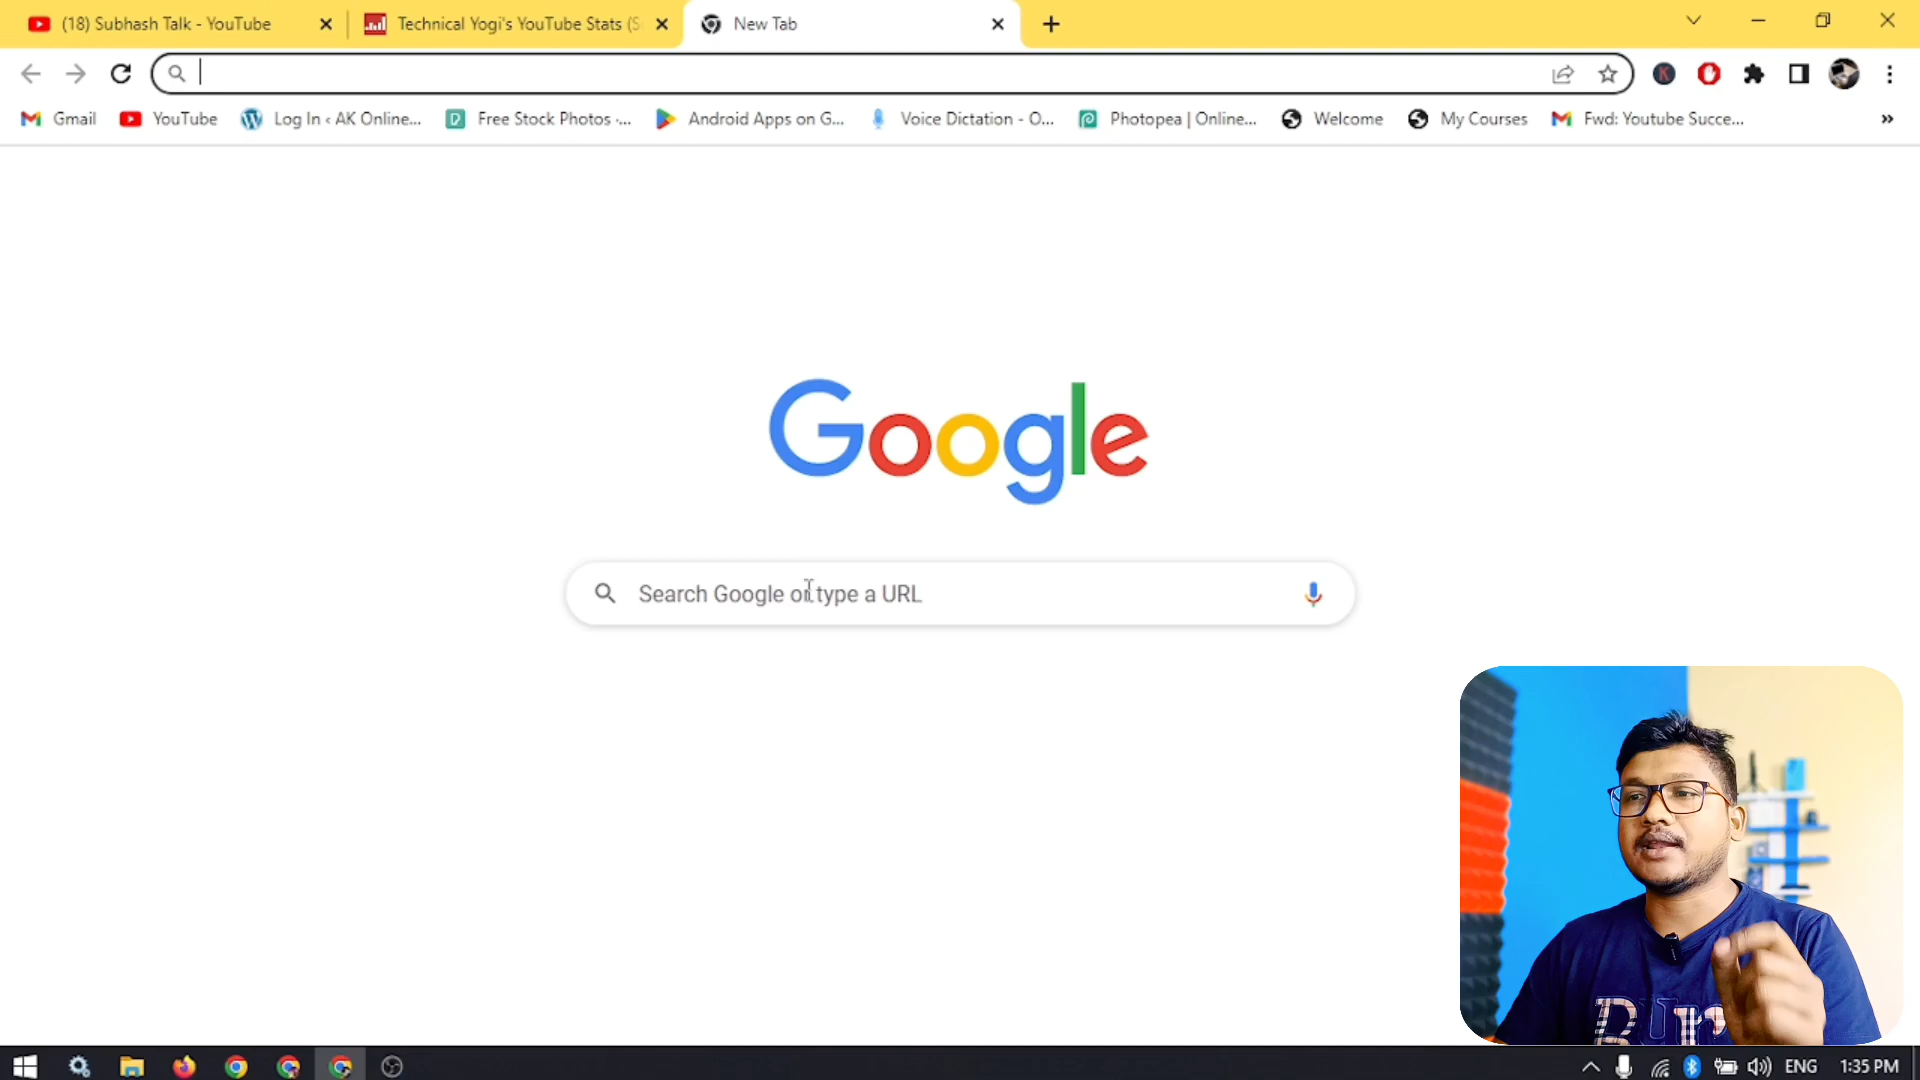 (18) Subhash Talk - YouTube
Technical Yogi's YouTube Stats (S
New Tab
Gmail
YouTube
Log In ‹ AK Online...
Free Stock Photos ·...
Android Apps on G...
Voice Dictation - O...
Photopea | Online...
Welcome
My Courses
Fwd: Youtube Succe...
»
Google
Search Google or type a URL
ENG
1:35 PM